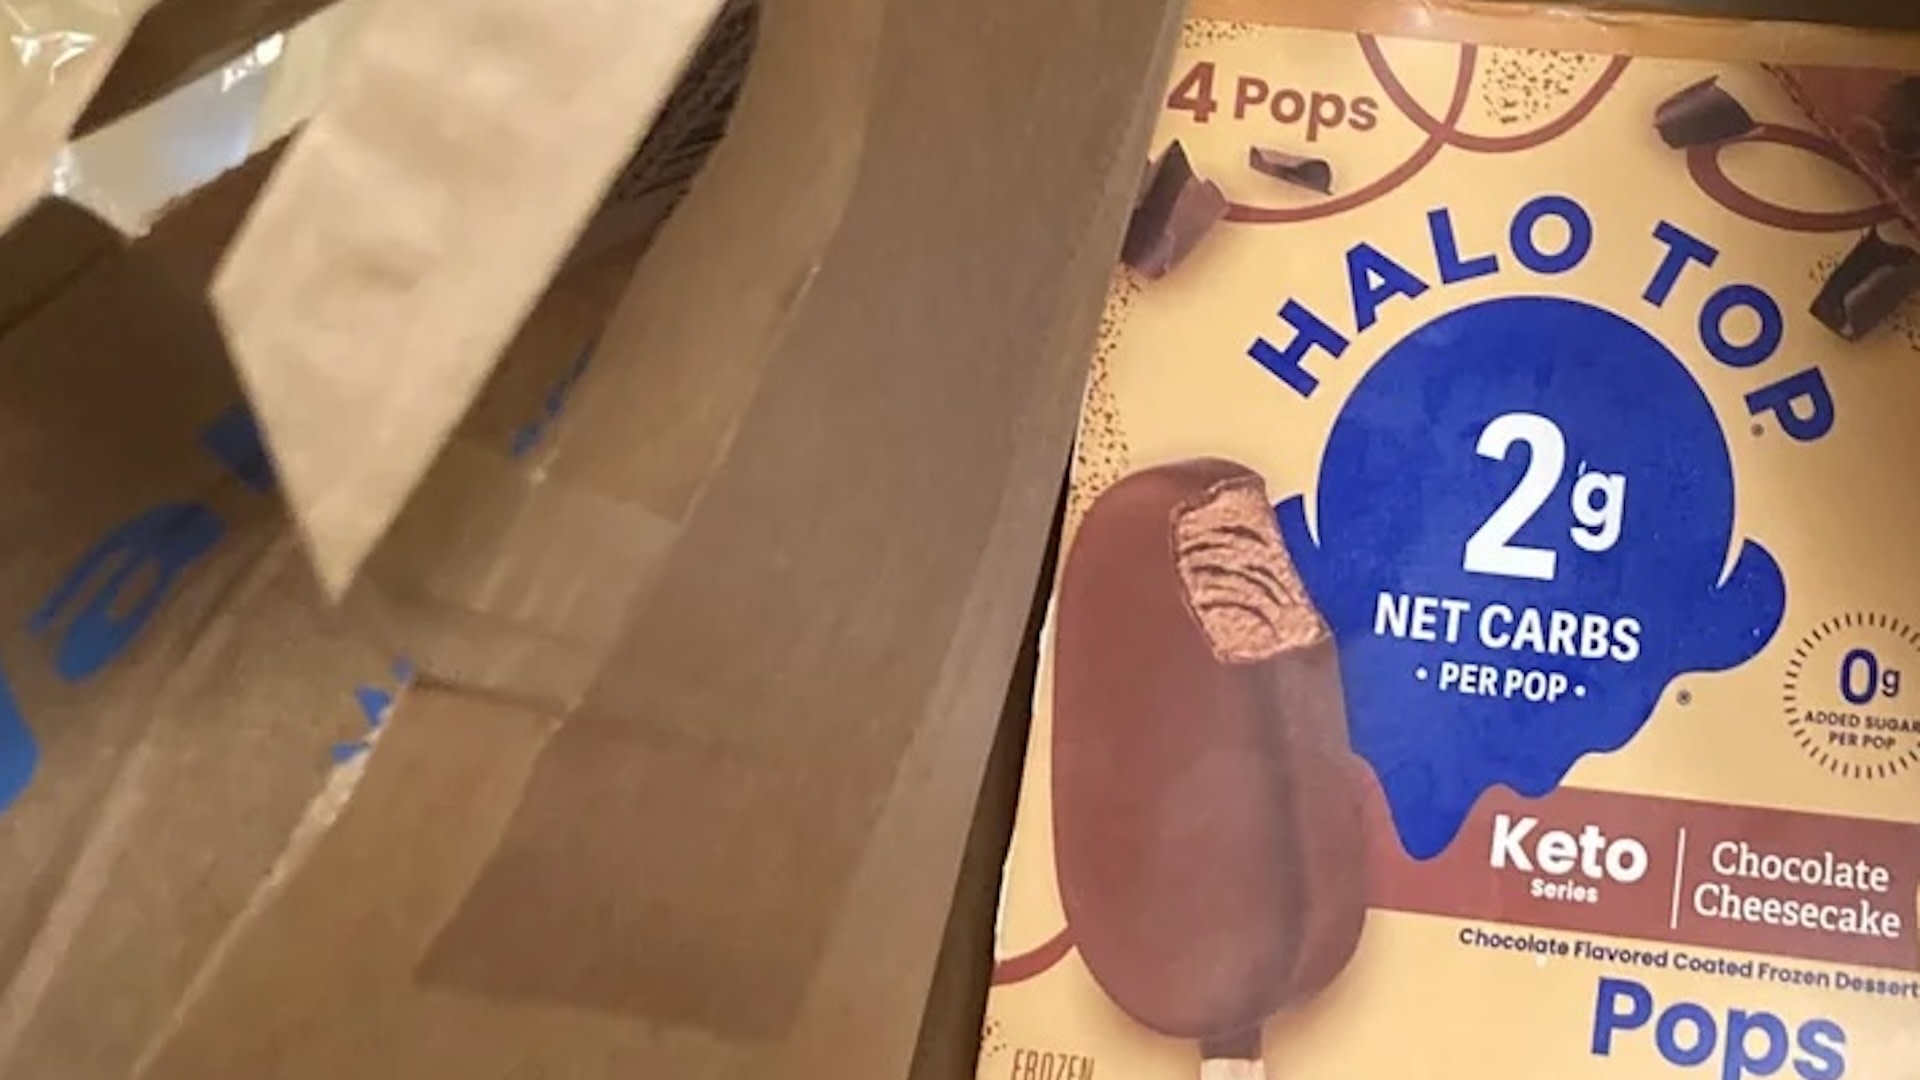 4 Pops
HALO TOP®
2g
NET CARBS
• PER POP •
®
0g
ADDED SUGAR
PER POP
Keto
Series
Chocolate
Cheesecake
Chocolate Flavored Coated Frozen Dessert
Pops
FROZEN